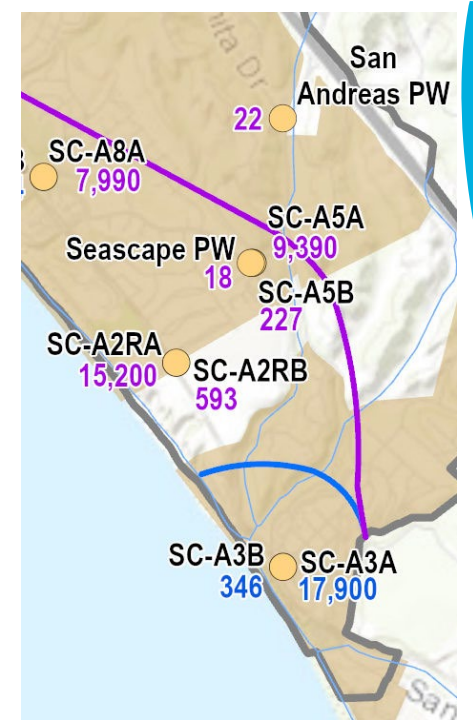 San
Andreas PW
22
SC-A8A
7,990
SC-A5A
9,390
Seascape PW
18
SC-A5B
227
SC-A2RA
15,200
SC-A2RB
593
SC-A3B
346
SC-A3A
17,900
San